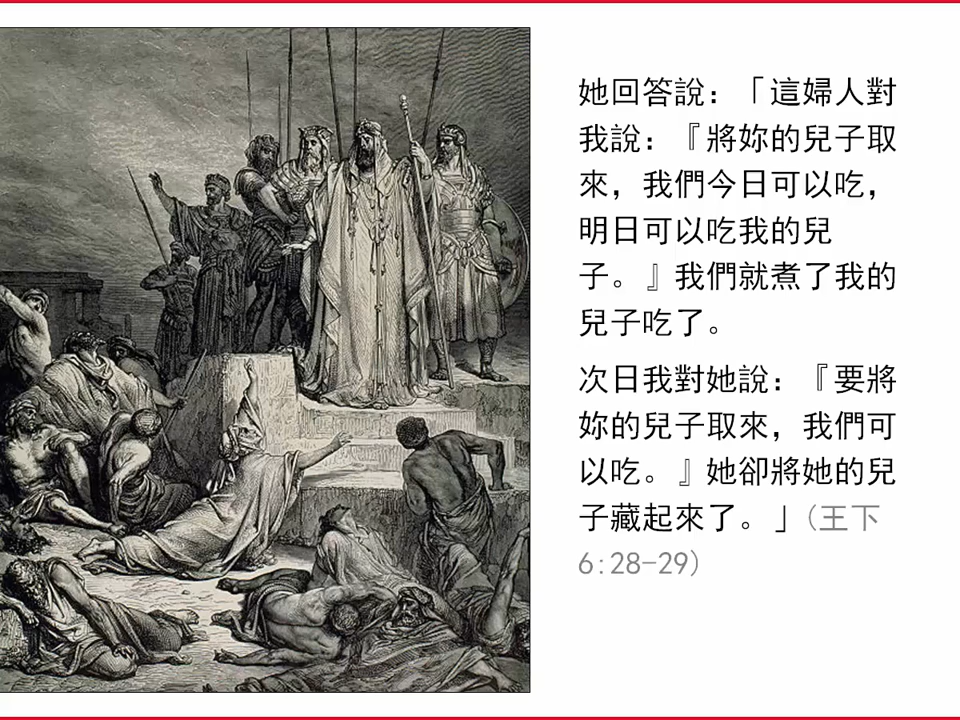 她回答說：「這婦人對
我說：『將妳的兒子取
來，我們今日可以吃，
明日可以吃我的兒
子。』我們就煮了我的
兒子吃了。
次日我對她說：『要將
妳的兒子取來，我們可
以吃。』她卻將她的兒
子藏起來了。」(王下
6:28-29)